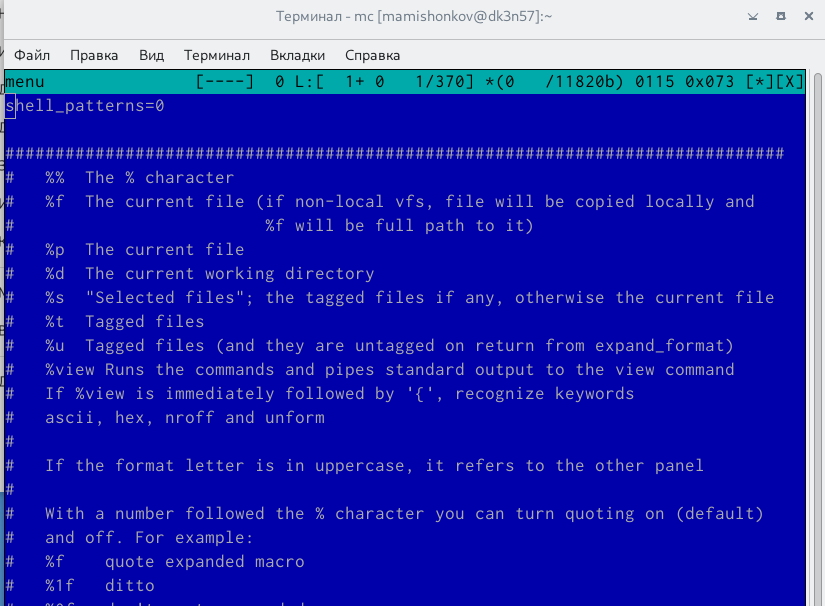 Терминал - mc [mamishonkov@dk3n57]:~
Файл Правка Вид Терминал Вкладки Справка
menu [----] 0 L:[ 1+ 0 1/370] *(0 /11820b) 0115 0x073 [*][X]
shell_patterns=0
##############################################################################
# %% The % character
# %f The current file (if non-local vfs, file will be copied locally and
# %f will be full path to it)
# %p The current file
# %d The current working directory
# %s "Selected files"; the tagged files if any, otherwise the current file
# %t Tagged files
# %u Tagged files (and they are untagged on return from expand_format)
# %view Runs the commands and pipes standard output to the view command
# If %view is immediately followed by '{', recognize keywords
# ascii, hex, nroff and unform
#
# If the format letter is in uppercase, it refers to the other panel
#
# With a number followed the % character you can turn quoting on (default)
# and off. For example:
# %f quote expanded macro
# %1f ditto